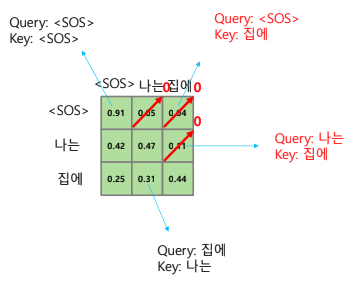 Query: <SOS>
Key: <SOS>
Query: <SOS>
Key: 집에
<SOS> 나는 집에
0 0
<SOS> 0.91 0.05 0.04
0
나는 0.42 0.47 0.11
집에 0.25 0.31 0.44
Query: 나는
Key: 집에
Query: 집에
Key: 나는